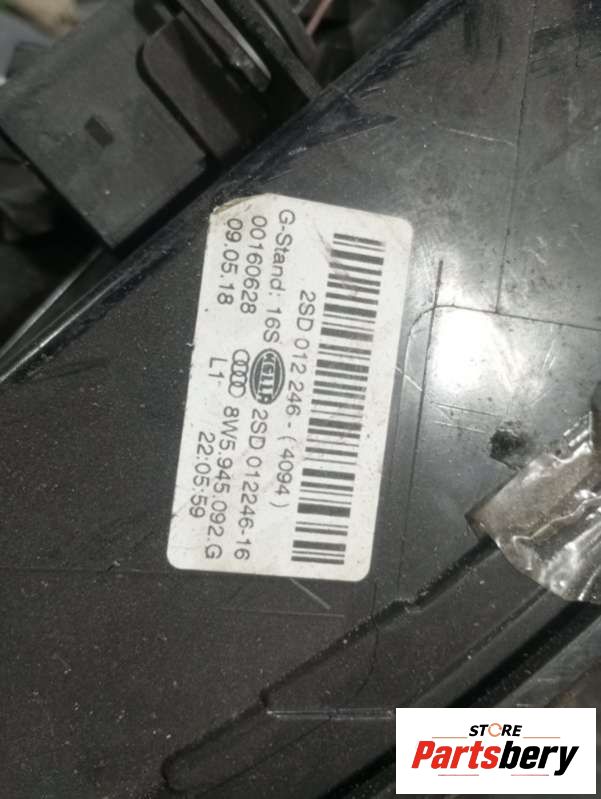 2SD 012 246- (4094)
G-Stand: 16S HELLA 2SD 012246-16
00160628 8W5.945.092.G
09.05.18 L1 22:05:59
STORE
Partsbery